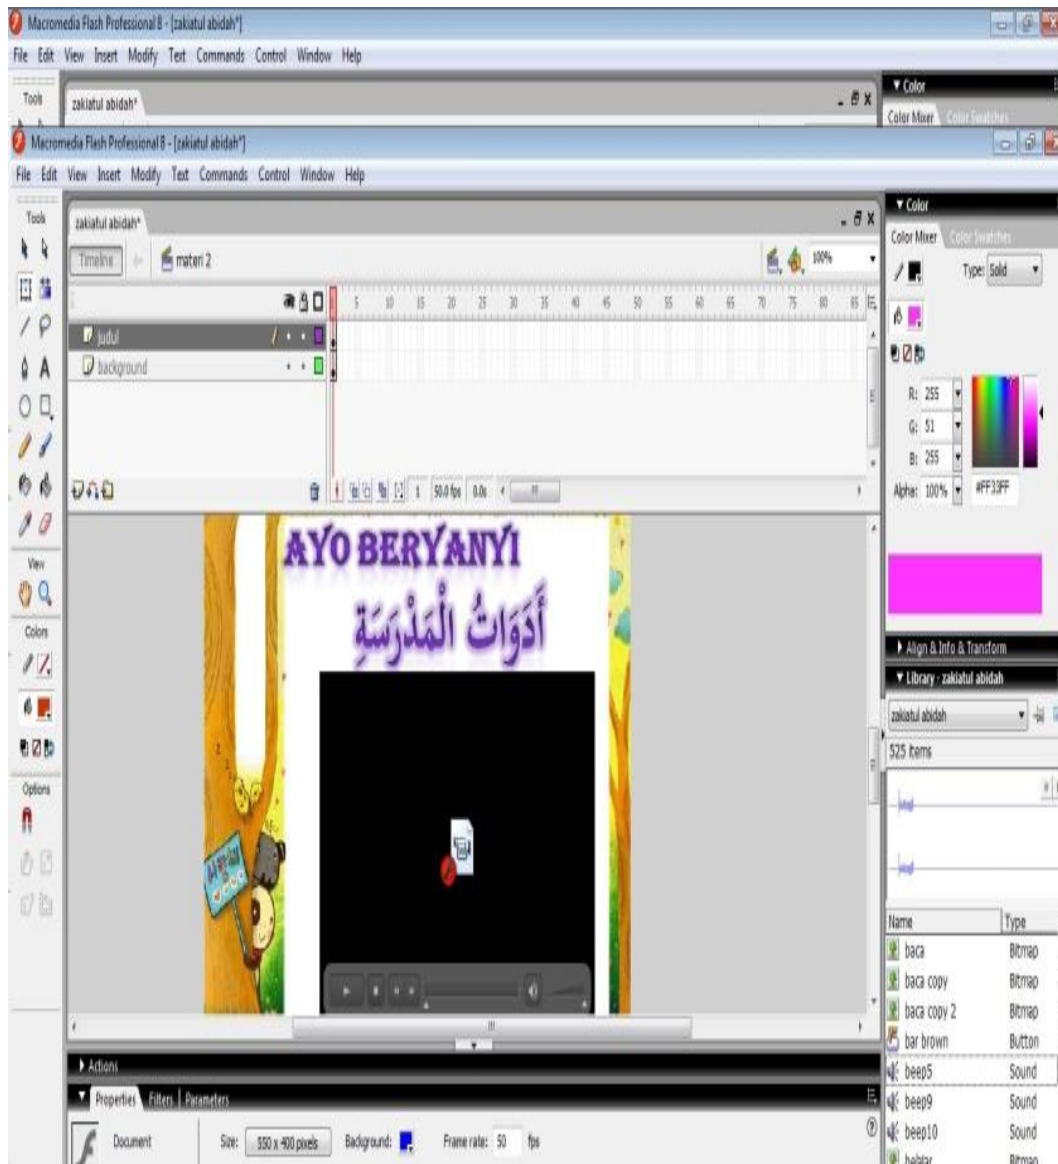 Macromedia Flash Professional 8 - [zakiatul abidah*]
File Edit View Insert Modify Text Commands Control Window Help
Tools
zakiatul abidah*
Color
Color Mixer Color Swatches
Macromedia Flash Professional 8 - [zakiatul abidah*]
File Edit View Insert Modify Text Commands Control Window Help
Tools
zakiatul abidah*
Color
Color Mixer Color Swatches
Timeline materi 2 100%
Type: Solid
5 10 15 20 25 30 35 40 45 50 55 60 65 70 75 80 85
judul
background
R: 255
G: 51
B: 255
Alpha: 100% #FF33FF
1 50.0 fps 0.0s
View
Colors
Options
AYO BERYANYI
أَدَوَاتُ الْمَدْرَسَةِ
Align & Info & Transform
Library - zakiatul abidah
zakiatul abidah
525 items
Name Type
baca Bitmap
baca copy Bitmap
baca copy 2 Bitmap
bar brown Button
beep5 Sound
beep9 Sound
beep10 Sound
belajar Bitmap
Actions
Properties Filters Parameters
Document Size: 550 x 400 pixels Background: Frame rate: 50 fps